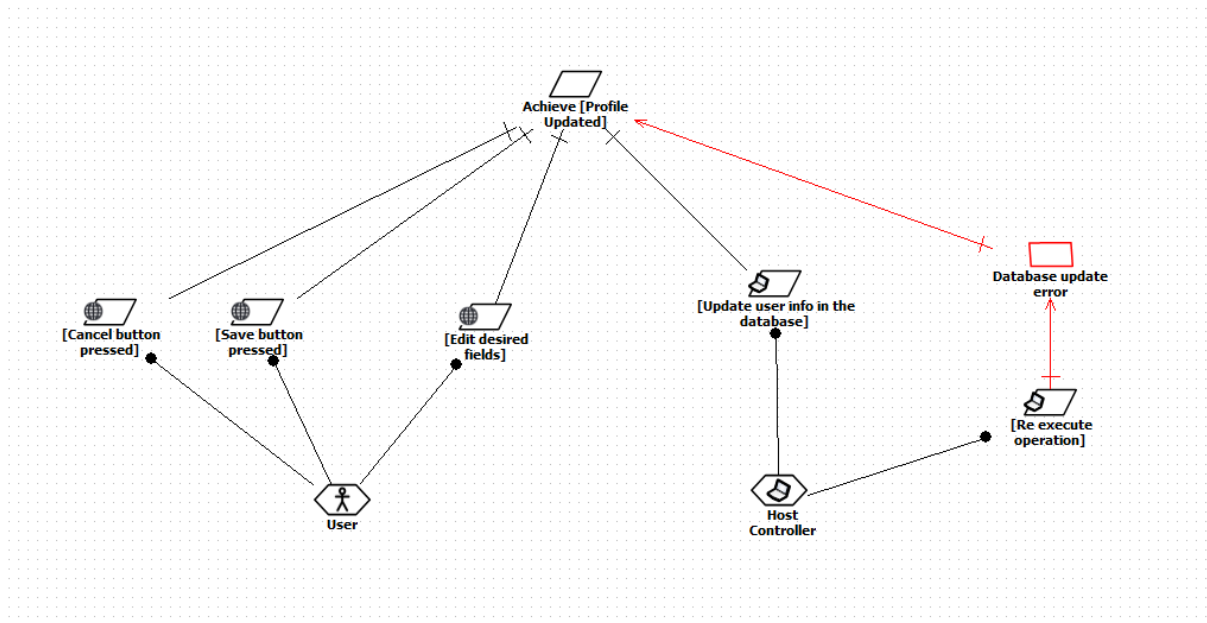 Achieve [Profile
Updated]
Database update
error
[Update user info in the
database]
[Cancel button
pressed]
[Save button
pressed]
[Edit desired
fields]
[Re execute
operation]
User
Host
Controller